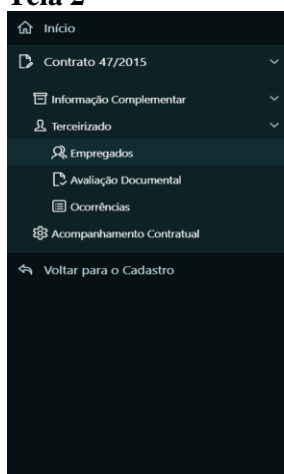 Tela 2
Início
Contrato 47/2015
Informação Complementar
Terceirizado
Empregados
Avaliação Documental
Ocorrências
Acompanhamento Contratual
Voltar para o Cadastro